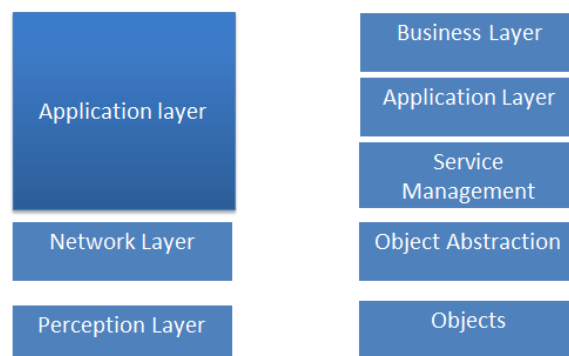 Application layer
Network Layer
Perception Layer
Business Layer
Application Layer
Service
Management
Object Abstraction
Objects